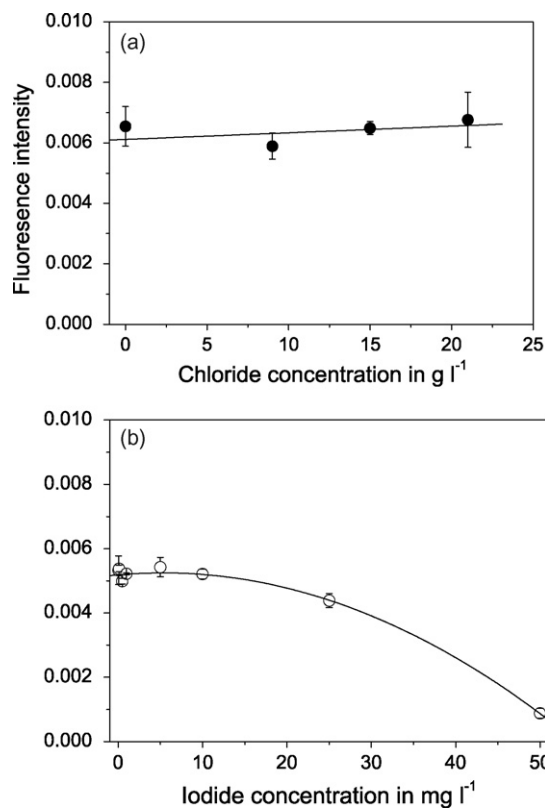 (a)
0.010
0.008
0.006
0.004
0.002
0.000
Fluoresence intensity
0 5 10 15 20 25
Chloride concentration in g l⁻¹
(b)
0.010
0.008
0.006
0.004
0.002
0.000
0 10 20 30 40 50
Iodide concentration in mg l⁻¹